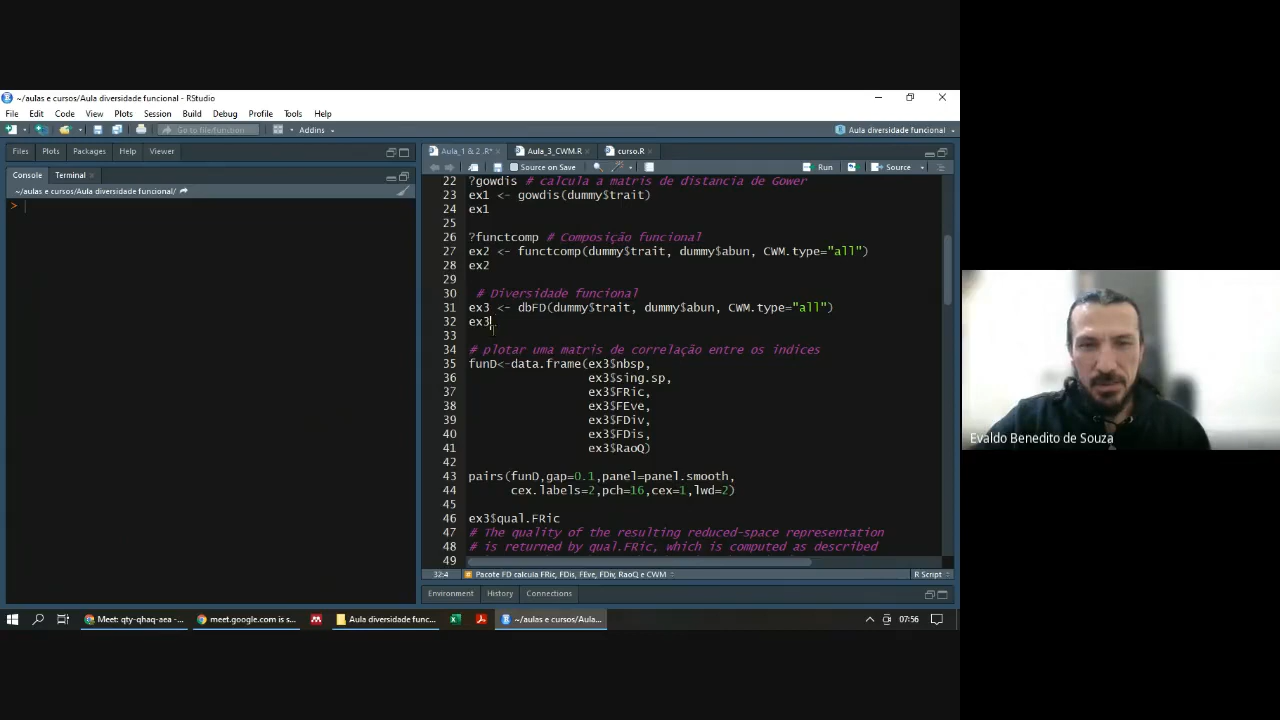 ~/aulas e cursos/Aula diversidade funcional - RStudio
File Edit Code View Plots Session Build Debug Profile Tools Help
Go to file/function Addins Aula diversidade funcional
Files Plots Packages Help Viewer
Console Terminal
~/aulas e cursos/Aula diversidade funcional/
>
Aula_1 & 2 .R* Aula_3_CWM.R curso.R
Source on Save Run Source
22 ?gowdis # calcula a matris de distancia de Gower
23 ex1 <- gowdis(dummy$trait)
24 ex1
25
26 ?functcomp # Composição funcional
27 ex2 <- functcomp(dummy$trait, dummy$abun, CWM.type="all")
28 ex2
29
30 # Diversidade funcional
31 ex3 <- dbFD(dummy$trait, dummy$abun, CWM.type="all")
32 ex3
33
34 # plotar uma matris de correlação entre os indices
35 funD<-data.frame(ex3$nbsp,
36 ex3$sing.sp,
37 ex3$FRic,
38 ex3$FEve,
39 ex3$FDiv,
40 ex3$FDis,
41 ex3$RaoQ)
42
43 pairs(funD,gap=0.1,panel=panel.smooth,
44 cex.labels=2,pch=16,cex=1,lwd=2)
45
46 ex3$qual.FRic
47 # The quality of the resulting reduced-space representation
48 # is returned by qual.FRic, which is computed as described
49
32:4 Pacote FD calcula FRic, FDis, FEve, FDiv, RaoQ e CWM R Script
Environment History Connections
Meet: qty-qhaq-aea -... meet.google.com is s... Aula diversidade func... ~/aulas e cursos/Aula... 07:56
Evaldo Benedito de Souza